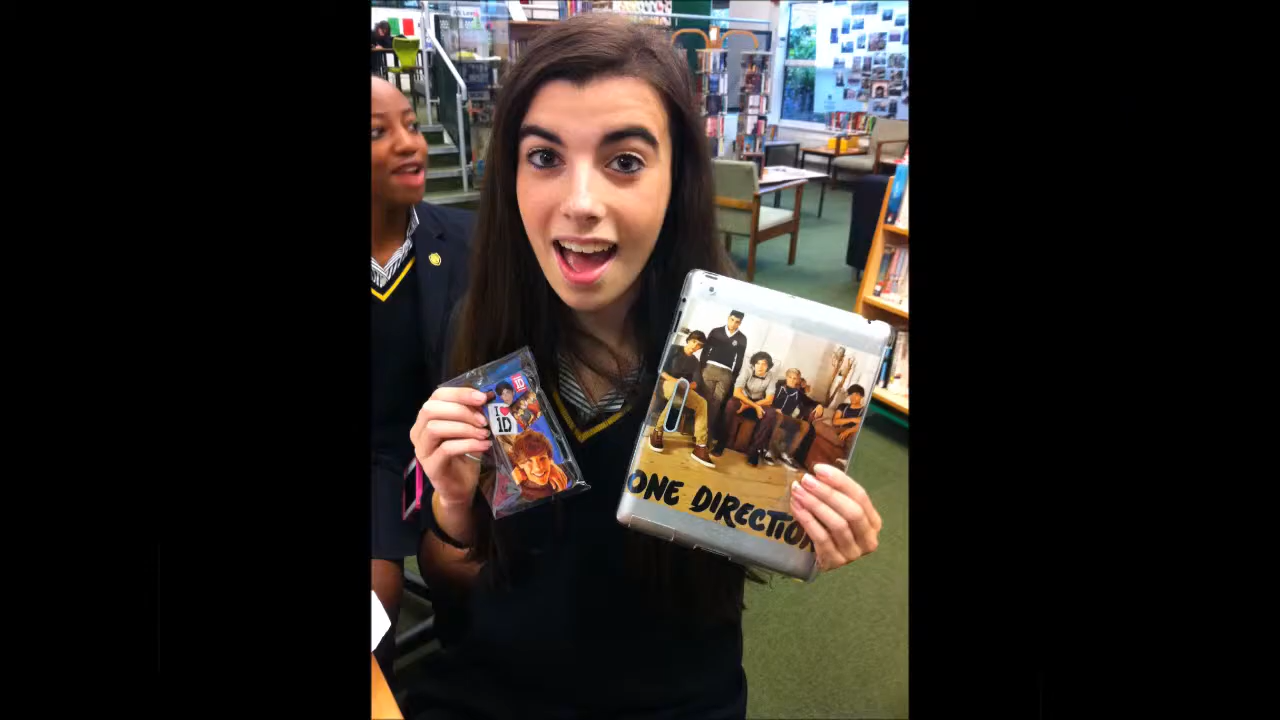 1D
I ♥
1D
ONE DIRECTION